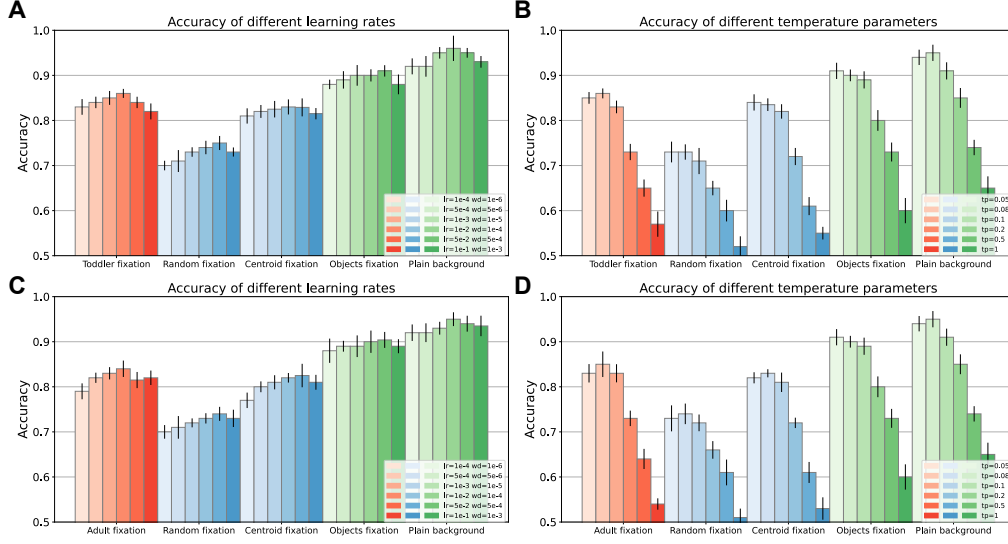 A
Accuracy of different learning rates
Accuracy
1.0
0.9
0.8
0.7
0.6
0.5
lr=1e-4 wd=1e-6
lr=5e-4 wd=5e-6
lr=1e-3 wd=1e-5
lr=1e-2 wd=1e-4
lr=5e-2 wd=5e-4
lr=1e-1 wd=1e-3
Toddler fixation Random fixation Centroid fixation Objects fixation Plain background
B
Accuracy of different temperature parameters
Accuracy
1.0
0.9
0.8
0.7
0.6
0.5
tp=0.05
tp=0.08
tp=0.1
tp=0.2
tp=0.5
tp=1
Toddler fixation Random fixation Centroid fixation Objects fixation Plain background
C
Accuracy of different learning rates
Accuracy
1.0
0.9
0.8
0.7
0.6
0.5
lr=1e-4 wd=1e-6
lr=5e-4 wd=5e-6
lr=1e-3 wd=1e-5
lr=1e-2 wd=1e-4
lr=5e-2 wd=5e-4
lr=1e-1 wd=1e-3
Adult fixation Random fixation Centroid fixation Objects fixation Plain background
D
Accuracy of different temperature parameters
Accuracy
1.0
0.9
0.8
0.7
0.6
0.5
tp=0.05
tp=0.08
tp=0.1
tp=0.2
tp=0.5
tp=1
Adult fixation Random fixation Centroid fixation Objects fixation Plain background